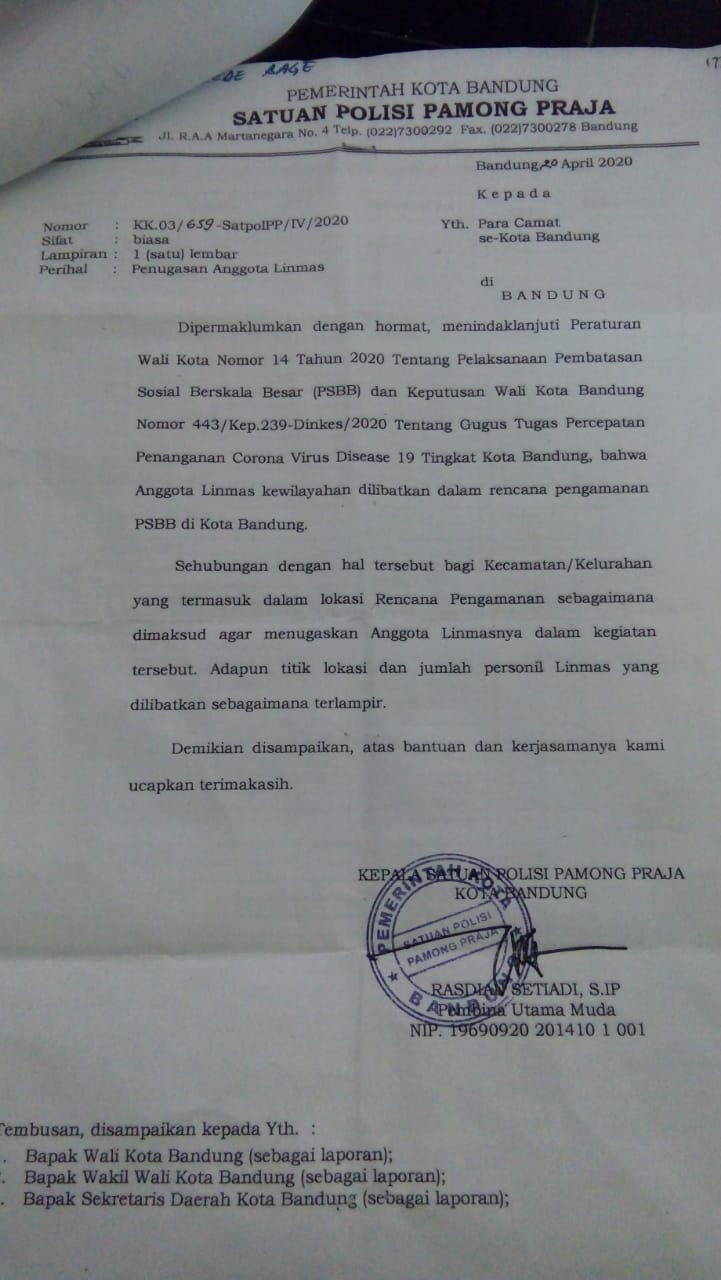 BAGE
PEMERINTAH KOTA BANDUNG
SATUAN POLISI PAMONG PRAJA
Jl. R.A.A Martanegara No. 4 Telp. (022)7300292 Fax. (022)7300278 Bandung
Bandung, 20 April 2020
Kepada
Nomor : KK.03/659-SatpolPP/IV/2020
Sifat : biasa
Lampiran : 1 (satu) lembar
Perihal : Penugasan Anggota Linmas
Yth. Para Camat
se-Kota Bandung
di
BANDUNG
Dipermaklumkan dengan hormat, menindaklanjuti Peraturan
Wali Kota Nomor 14 Tahun 2020 Tentang Pelaksanaan Pembatasan
Sosial Berskala Besar (PSBB) dan Keputusan Wali Kota Bandung
Nomor 443/Kep.239-Dinkes/2020 Tentang Gugus Tugas Percepatan
Penanganan Corona Virus Disease 19 Tingkat Kota Bandung, bahwa
Anggota Linmas kewilayahan dilibatkan dalam rencana pengamanan
PSBB di Kota Bandung.
Sehubungan dengan hal tersebut bagi Kecamatan/Kelurahan
yang termasuk dalam lokasi Rencana Pengamanan sebagaimana
dimaksud agar menugaskan Anggota Linmasnya dalam kegiatan
tersebut. Adapun titik lokasi dan jumlah personil Linmas yang
dilibatkan sebagaimana terlampir.
Demikian disampaikan, atas bantuan dan kerjasamanya kami
ucapkan terimakasih.
KEPALA SATUAN POLISI PAMONG PRAJA
KOTA BANDUNG
PEMERINTAH KOTA
SATUAN POLISI
PAMONG PRAJA
BANDUNG
RASDIAN SETIADI, S.IP
Pembina Utama Muda
NIP. 19690920 201410 1 001
Tembusan, disampaikan kepada Yth. :
. Bapak Wali Kota Bandung (sebagai laporan);
. Bapak Wakil Wali Kota Bandung (sebagai laporan);
. Bapak Sekretaris Daerah Kota Bandung (sebagai laporan);